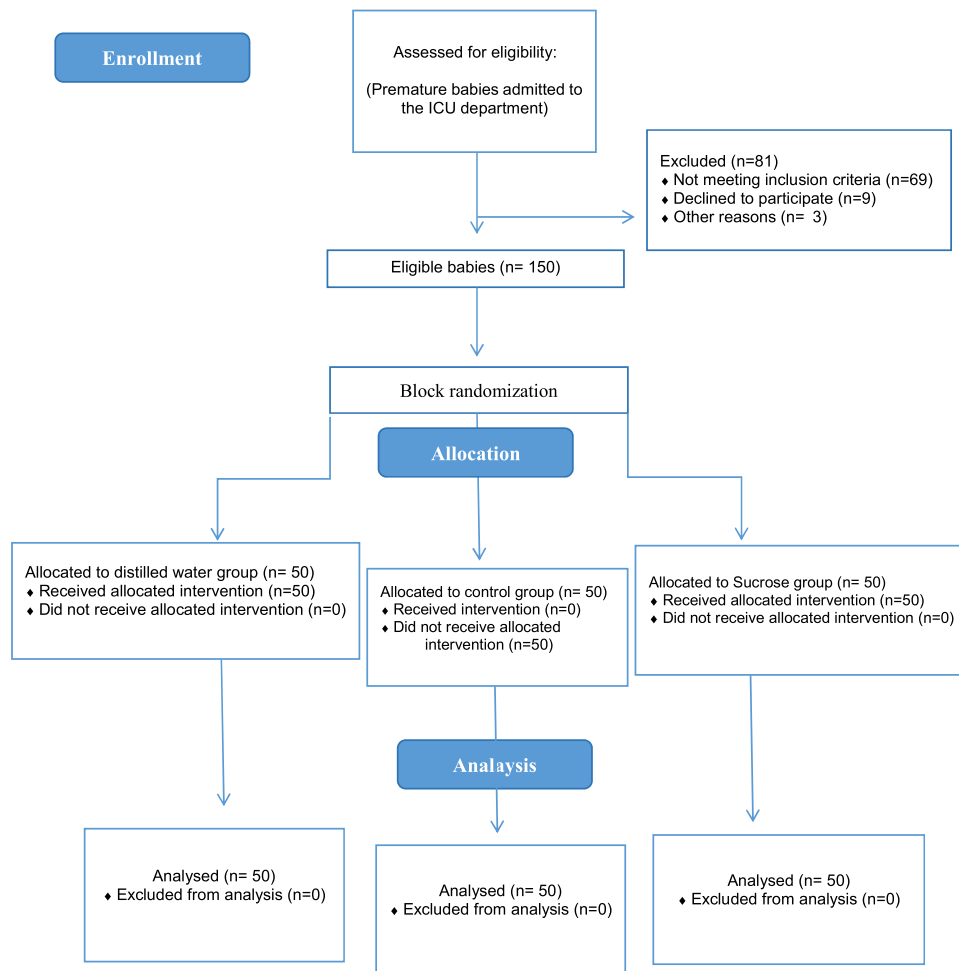 Enrollment
Assessed for eligibility:
(Premature babies admitted to
the ICU department)
Excluded (n=81)
♦ Not meeting inclusion criteria (n=69)
♦ Declined to participate (n=9)
♦ Other reasons (n=  3)
Eligible babies (n= 150)
Block randomization
Allocation
Allocated to distilled water group (n= 50)
♦ Received allocated intervention (n=50)
♦ Did not receive allocated intervention (n=0)
Allocated to control group (n= 50)
♦ Received intervention (n=0)
♦ Did not receive allocated
intervention (n=50)
Allocated to Sucrose group (n= 50)
♦ Received allocated intervention (n=50)
♦ Did not receive allocated intervention (n=0)
Analaysis
Analysed (n= 50)
♦ Excluded from analysis (n=0)
Analysed (n= 50)
♦ Excluded from analysis (n=0)
Analysed (n= 50)
♦ Excluded from analysis (n=0)